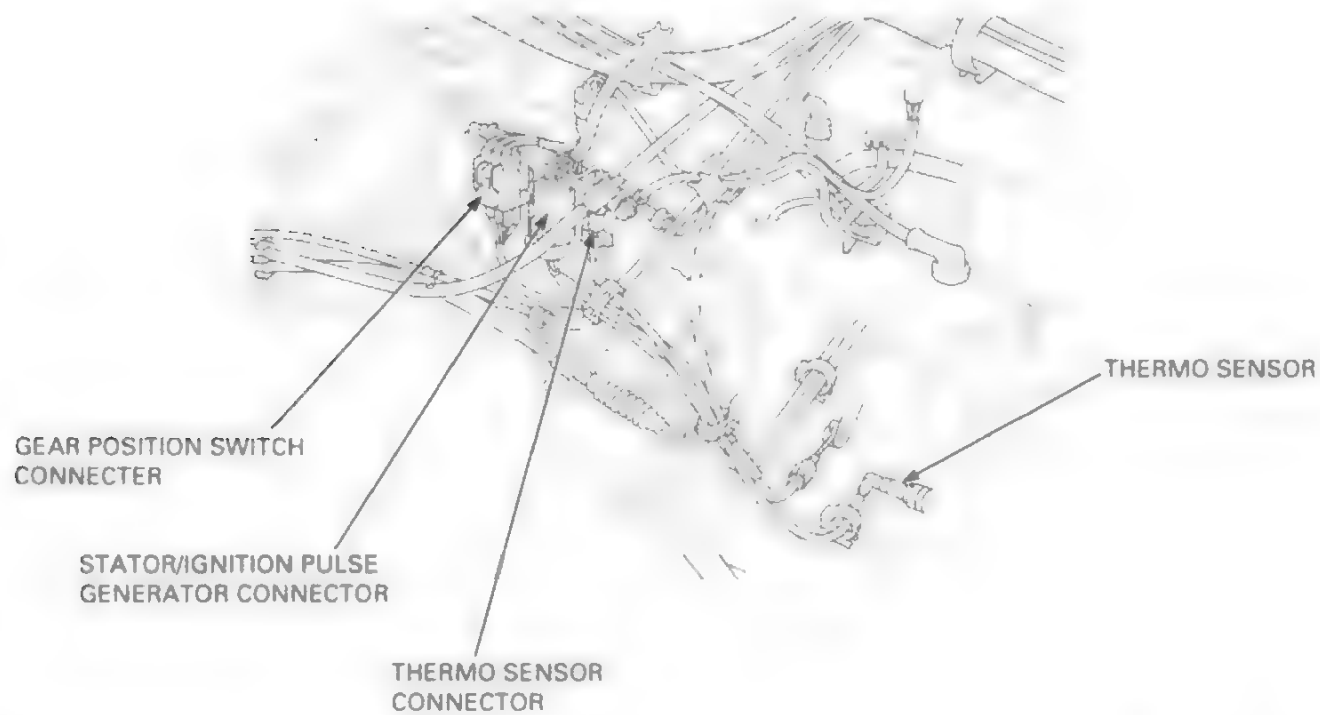 THERMO SENSOR
GEAR POSITION SWITCH
CONNECTER
STATOR/IGNITION PULSE
GENERATOR CONNECTOR
THERMO SENSOR
CONNECTOR